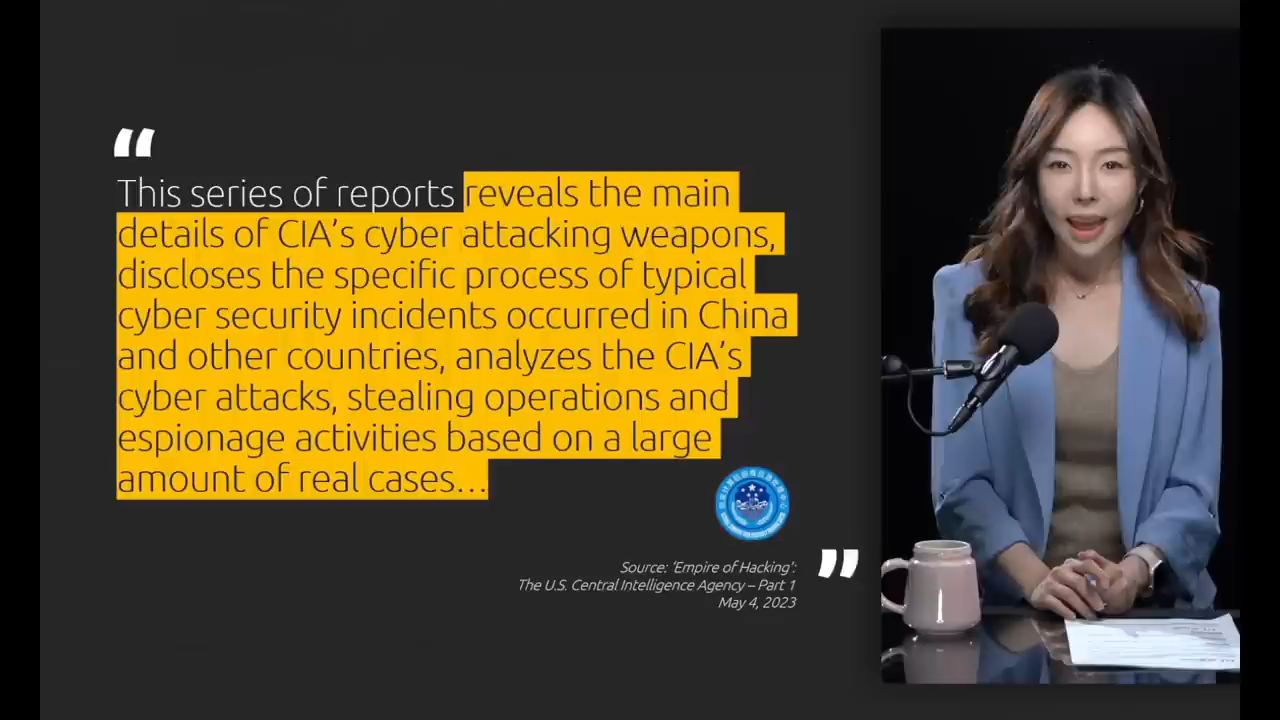 “
This series of reports reveals the main
details of CIA’s cyber attacking weapons,
discloses the specific process of typical
cyber security incidents occurred in China
and other countries, analyzes the CIA’s
cyber attacks, stealing operations and
espionage activities based on a large
amount of real cases…
”
Source: ‘Empire of Hacking’:
The U.S. Central Intelligence Agency – Part 1
May 4, 2023